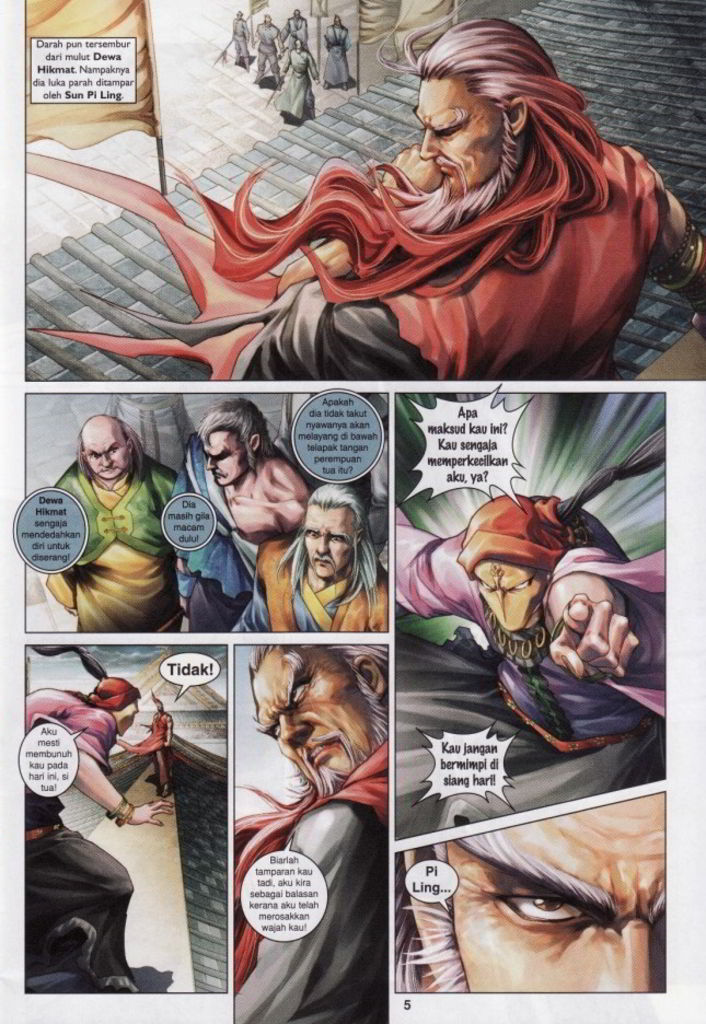 Darah pun tersembur
dari mulut Dewa
Hikmat. Nampaknya
dia luka parah ditampar
oleh Sun Pi Ling.
Apakah
dia tidak takut
nyawanya akan
melayang di bawah
telapak tangan
perempuan
tua itu?
Dia
masih gila
macam
dulu!
Dewa
Hikmat
sengaja
mendedahkan
diri untuk
diserang!
Apa
maksud kau ini?
Kau sengaja
memperkecilkan
aku, ya?
Kau jangan
bermimpi di
siang hari!
Tidak!
Aku
mesti
membunuh
kau pada
hari ini, si
tua!
Biarlah
tamparan kau
tadi, aku kira
sebagai balasan
kerana aku telah
merosakkan
wajah kau!
Pi
Ling...
5